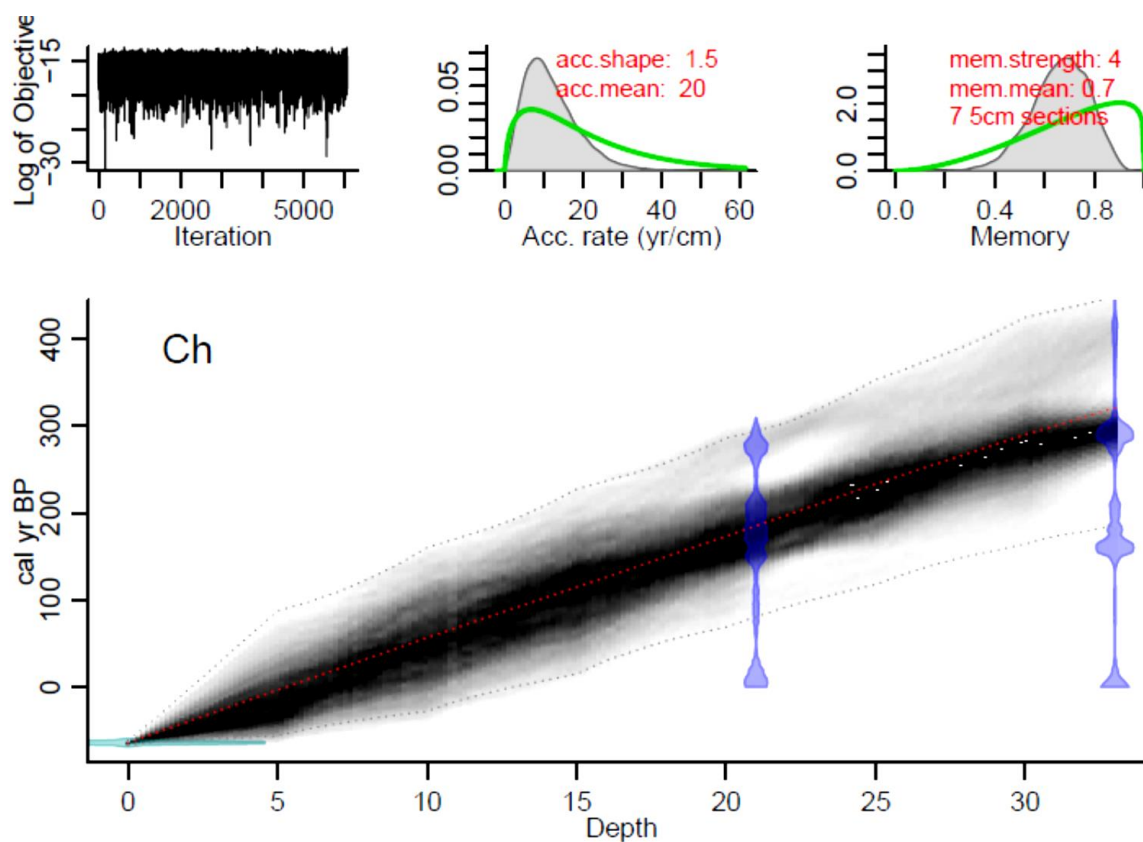 Log of Objective
-30
-15
0
2000
5000
Iteration
0.00
0.05
acc.shape: 1.5
acc.mean: 20
0
20
40
60
Acc. rate (yr/cm)
0.0
2.0
mem.strength: 4
mem.mean: 0.7
7 5cm sections
0.0
0.4
0.8
Memory
Ch
cal yr BP
400
300
200
100
0
0
5
10
15
20
25
30
Depth